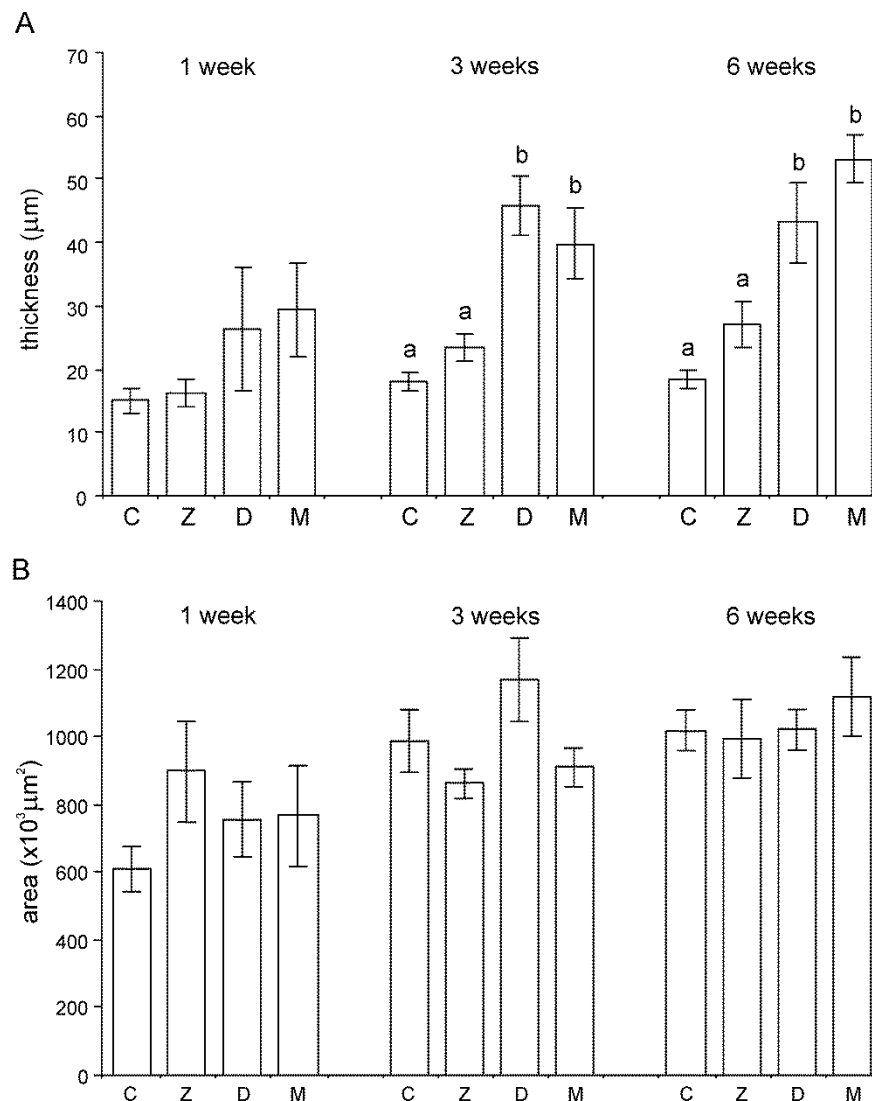 A
70
60
50
40
30
20
10
0
thickness (μm)
1 week 3 weeks 6 weeks
a a b b a a b b
C Z D M C Z D M C Z D M
B
1400
1200
1000
800
600
400
200
0
area (x10³μm²)
1 week 3 weeks 6 weeks
C Z D M C Z D M C Z D M